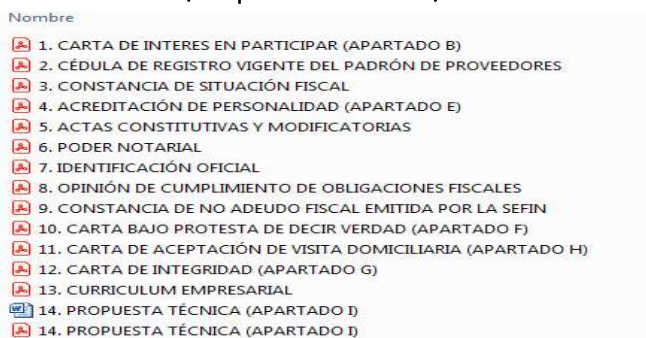 Nombre
1. CARTA DE INTERES EN PARTICIPAR (APARTADO B)
2. CÉDULA DE REGISTRO VIGENTE DEL PADRÓN DE PROVEEDORES
3. CONSTANCIA DE SITUACIÓN FISCAL
4. ACREDITACIÓN DE PERSONALIDAD (APARTADO E)
5. ACTAS CONSTITUTIVAS Y MODIFICATORIAS
6. PODER NOTARIAL
7. IDENTIFICACIÓN OFICIAL
8. OPINIÓN DE CUMPLIMIENTO DE OBLIGACIONES FISCALES
9. CONSTANCIA DE NO ADEUDO FISCAL EMITIDA POR LA SEFIN
10. CARTA BAJO PROTESTA DE DECIR VERDAD (APARTADO F)
11. CARTA DE ACEPTACIÓN DE VISITA DOMICILIARIA (APARTADO H)
12. CARTA DE INTEGRIDAD (APARTADO G)
13. CURRICULUM EMPRESARIAL
14. PROPUESTA TÉCNICA (APARTADO I)
14. PROPUESTA TÉCNICA (APARTADO I)